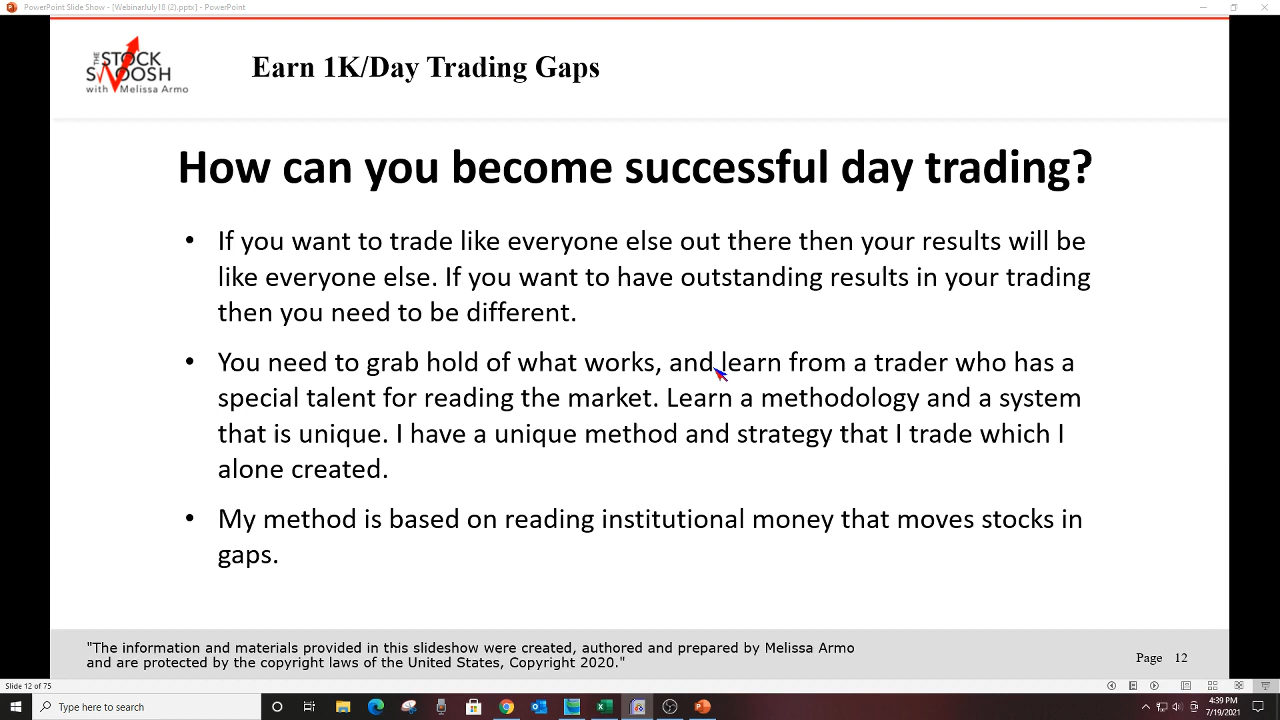 PowerPoint Slide Show - [WebinarJuly18 (2).pptx] - PowerPoint
THE
STOCK
SWOOSH
with Melissa Armo
Earn 1K/Day Trading Gaps
How can you become successful day trading?
• If you want to trade like everyone else out there then your results will be
like everyone else. If you want to have outstanding results in your trading
then you need to be different.
• You need to grab hold of what works, and learn from a trader who has a
special talent for reading the market. Learn a methodology and a system
that is unique. I have a unique method and strategy that I trade which I
alone created.
• My method is based on reading institutional money that moves stocks in
gaps.
"The information and materials provided in this slideshow were created, authored and prepared by Melissa Armo
and are protected by the copyright laws of the United States, Copyright 2020."
Page 12
Slide 12 of 75
Type here to search
4:39 PM
7/19/2021